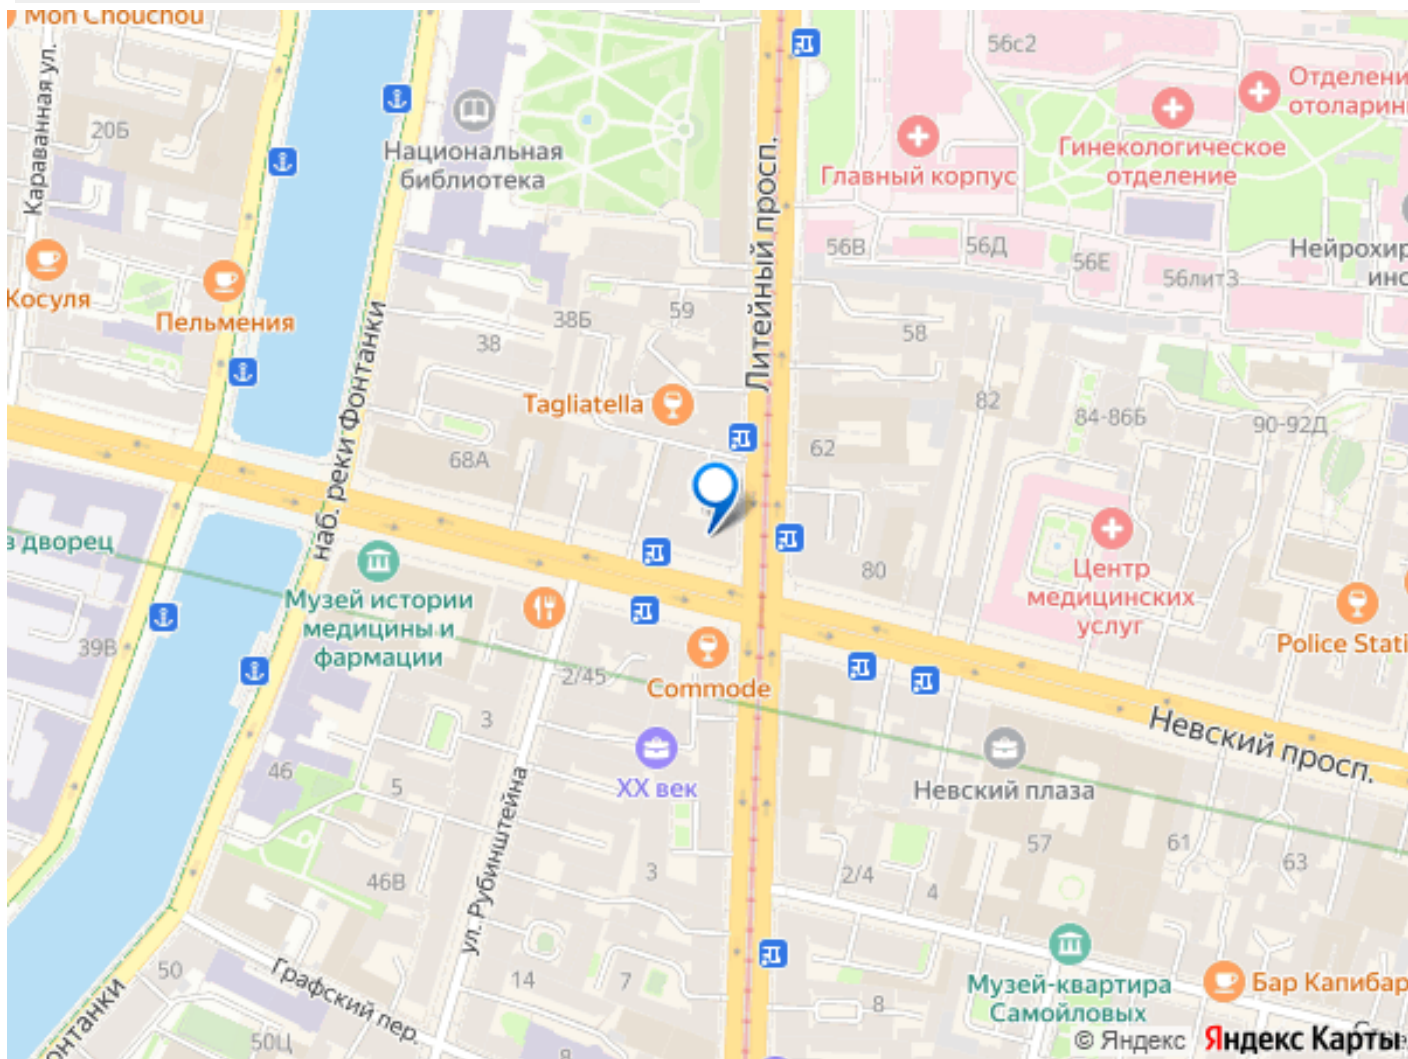 Mon Chouchou
56с2
Караванная ул.
20Б
Национальная
библиотека
Литейный просп.
Главный корпус
Гинекологическое
отделение
Отделени
отоларинг
56В
56Д
56Е
56лит3
Нейрохир
инс
Косуля
Пельмения
наб. реки Фонтанки
38
38Б
59
58
Tagliatella
82
84-86Б
90-92Д
68А
62
в дворец
Музей истории
медицины и
фармации
80
Центр
медицинских
услуг
Police Stati
39В
2/45
Commode
3
Невский просп.
46
5
ХХ век
Невский плаза
ул. Рубинштейна
57
61
63
46В
3
2/4
4
50
Графский пер.
14
7
8
Музей-квартира
Самойловых
Бар Капибар
онтанки
50Ц
9
© Яндекс
Яндекс Карты